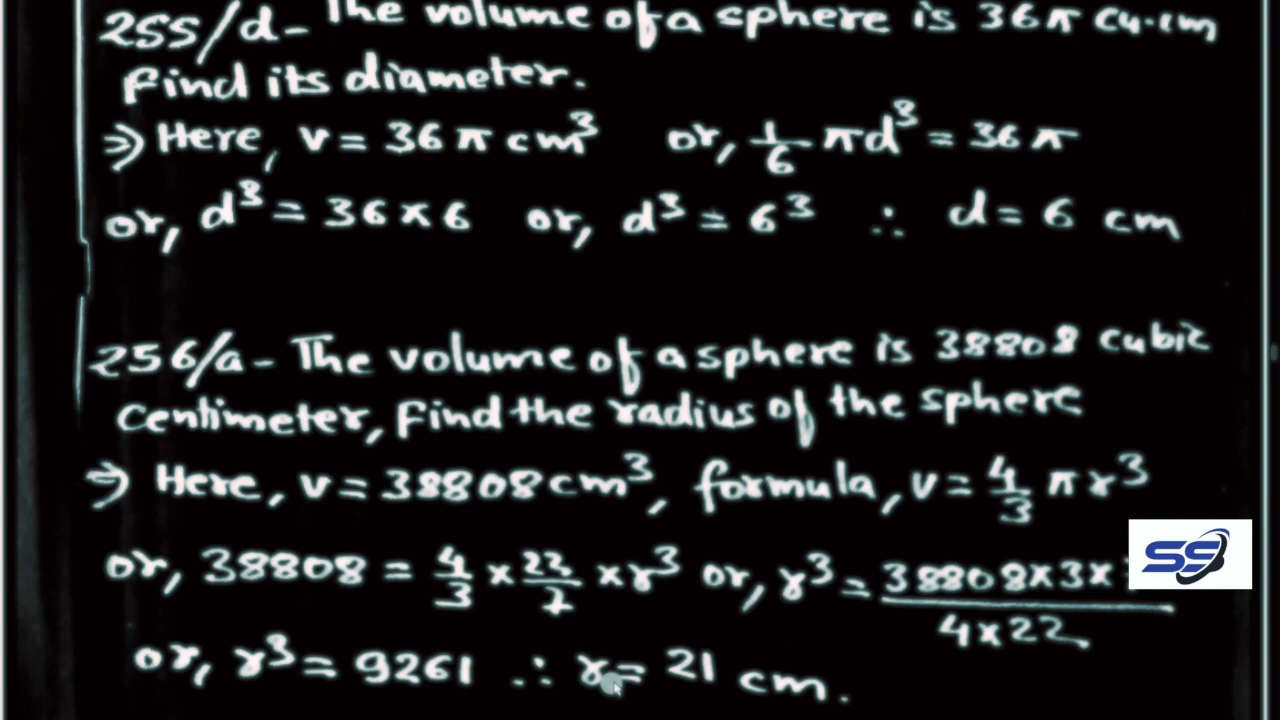 255/d- The volume of a sphere is 36π cu.cm
find its diameter.
⇒ Here, v = 36 π cm³ or, 1/6 πd³ = 36 π
or, d³ = 36 × 6 or, d³ = 6³ ∴ d = 6 cm
256/a- The volume of a sphere is 38808 cubic
Centimeter, Find the radius of the sphere
⇒ Here, v = 38808 cm³, formula, v = 4/3 π r³
or, 38808 = 4/3 × 22/7 × r³ or, r³ = 38808×3× / 4×22
SS
or, r³ = 9261 ∴ r = 21 cm.